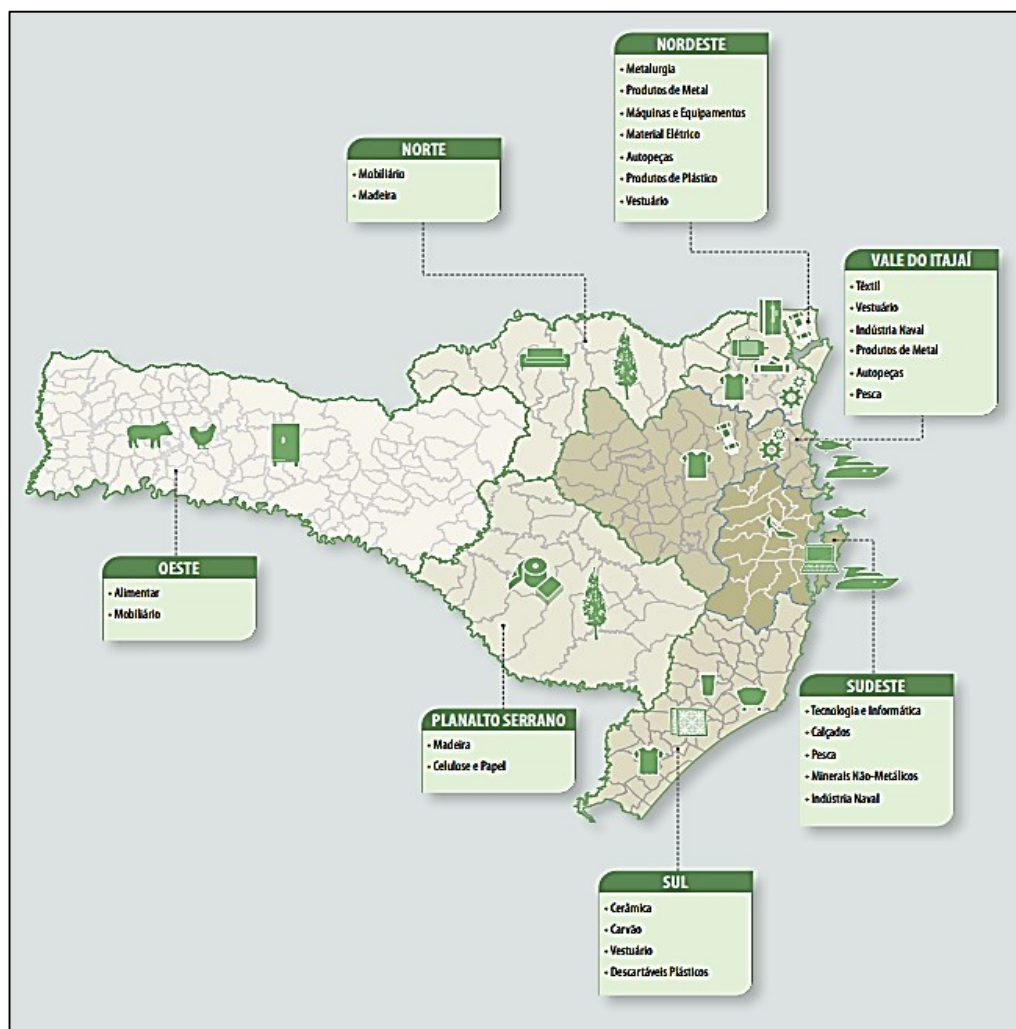 NORDESTE
• Metalurgia
• Produtos de Metal
• Máquinas e Equipamentos
• Material Elétrico
• Autopeças
• Produtos de Plástico
• Vestuário
NORTE
• Mobiliário
• Madeira
VALE DO ITAJAÍ
• Têxtil
• Vestuário
• Indústria Naval
• Produtos de Metal
• Autopeças
• Pesca
OESTE
• Alimentar
• Mobiliário
PLANALTO SERRANO
• Madeira
• Celulose e Papel
SUDESTE
• Tecnologia e Informática
• Calçados
• Pesca
• Minerais Não-Metálicos
• Indústria Naval
SUL
• Cerâmica
• Carvão
• Vestuário
• Descartáveis Plásticos